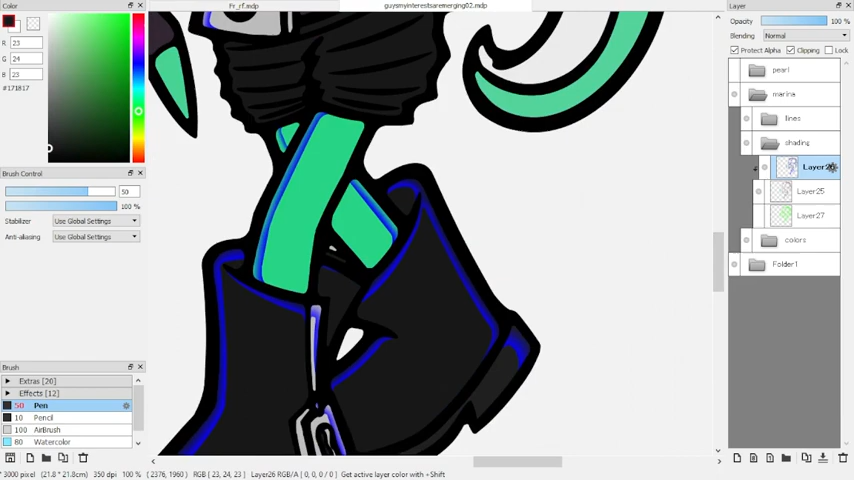 Color
Fr_rf.mdp
guysmyinterestsaremerging02.mdp
Layer
R 23
G 24
B 23
#171817
Opacity 100 %
Blending Normal
Protect Alpha Clipping Lock
pearl
marina
lines
shading
Layer26
Layer25
Layer27
colors
Folder1
Brush Control
50
100 %
Stabilizer Use Global Settings
Anti-aliasing Use Global Settings
Brush
Extras [20]
Effects [12]
50 Pen
10 Pencil
100 AirBrush
80 Watercolor
* 3000 pixel (21.8 * 21.8cm) 350 dpi 100 % ( 2376, 1960 ) RGB ( 23, 24, 23 ) Layer26 RGB/A ( 0, 0, 0 / 0 ) Get active layer color with +Shift